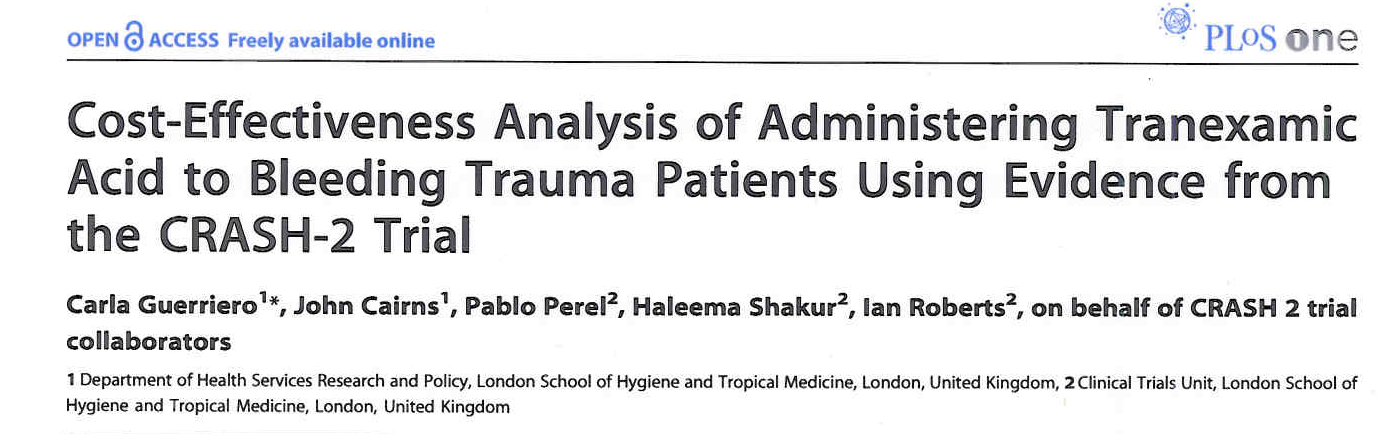 OPEN ACCESS Freely available online
PLoS one
Cost-Effectiveness Analysis of Administering Tranexamic
Acid to Bleeding Trauma Patients Using Evidence from
the CRASH-2 Trial
Carla Guerriero1*, John Cairns1, Pablo Perel2, Haleema Shakur2, Ian Roberts2, on behalf of CRASH 2 trial
collaborators
1 Department of Health Services Research and Policy, London School of Hygiene and Tropical Medicine, London, United Kingdom, 2 Clinical Trials Unit, London School of
Hygiene and Tropical Medicine, London, United Kingdom